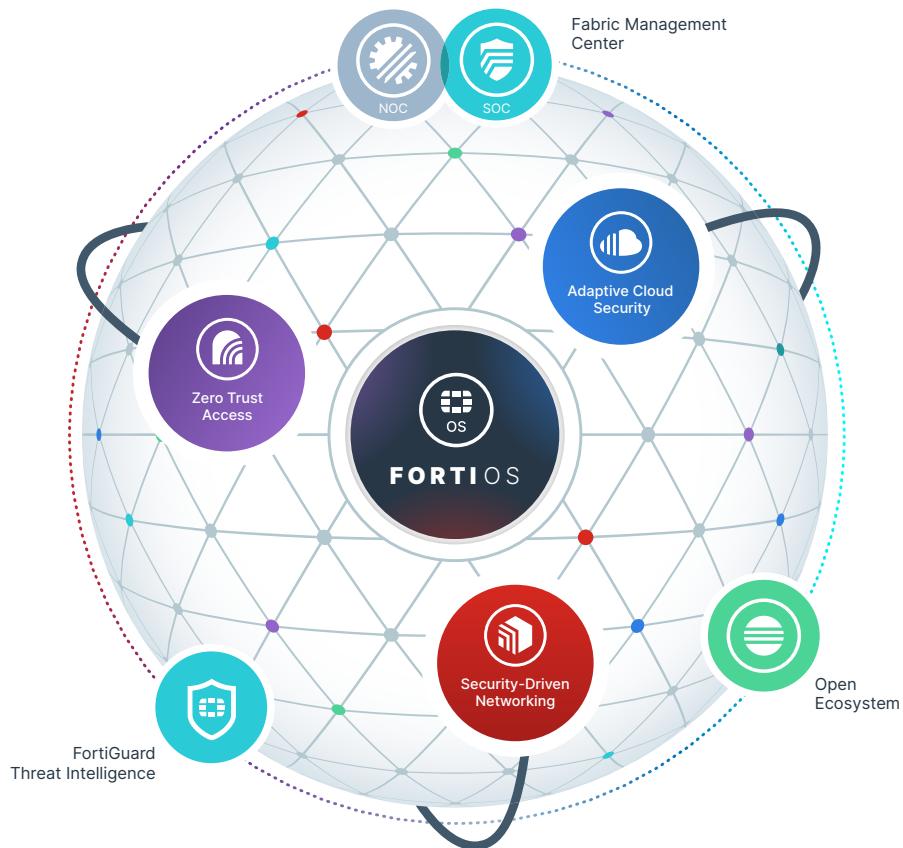 Fabric Management
Center
NOC
SOC
Adaptive Cloud
Security
Zero Trust
Access
OS
FORTIOS
Security-Driven
Networking
Open
Ecosystem
FortiGuard
Threat Intelligence